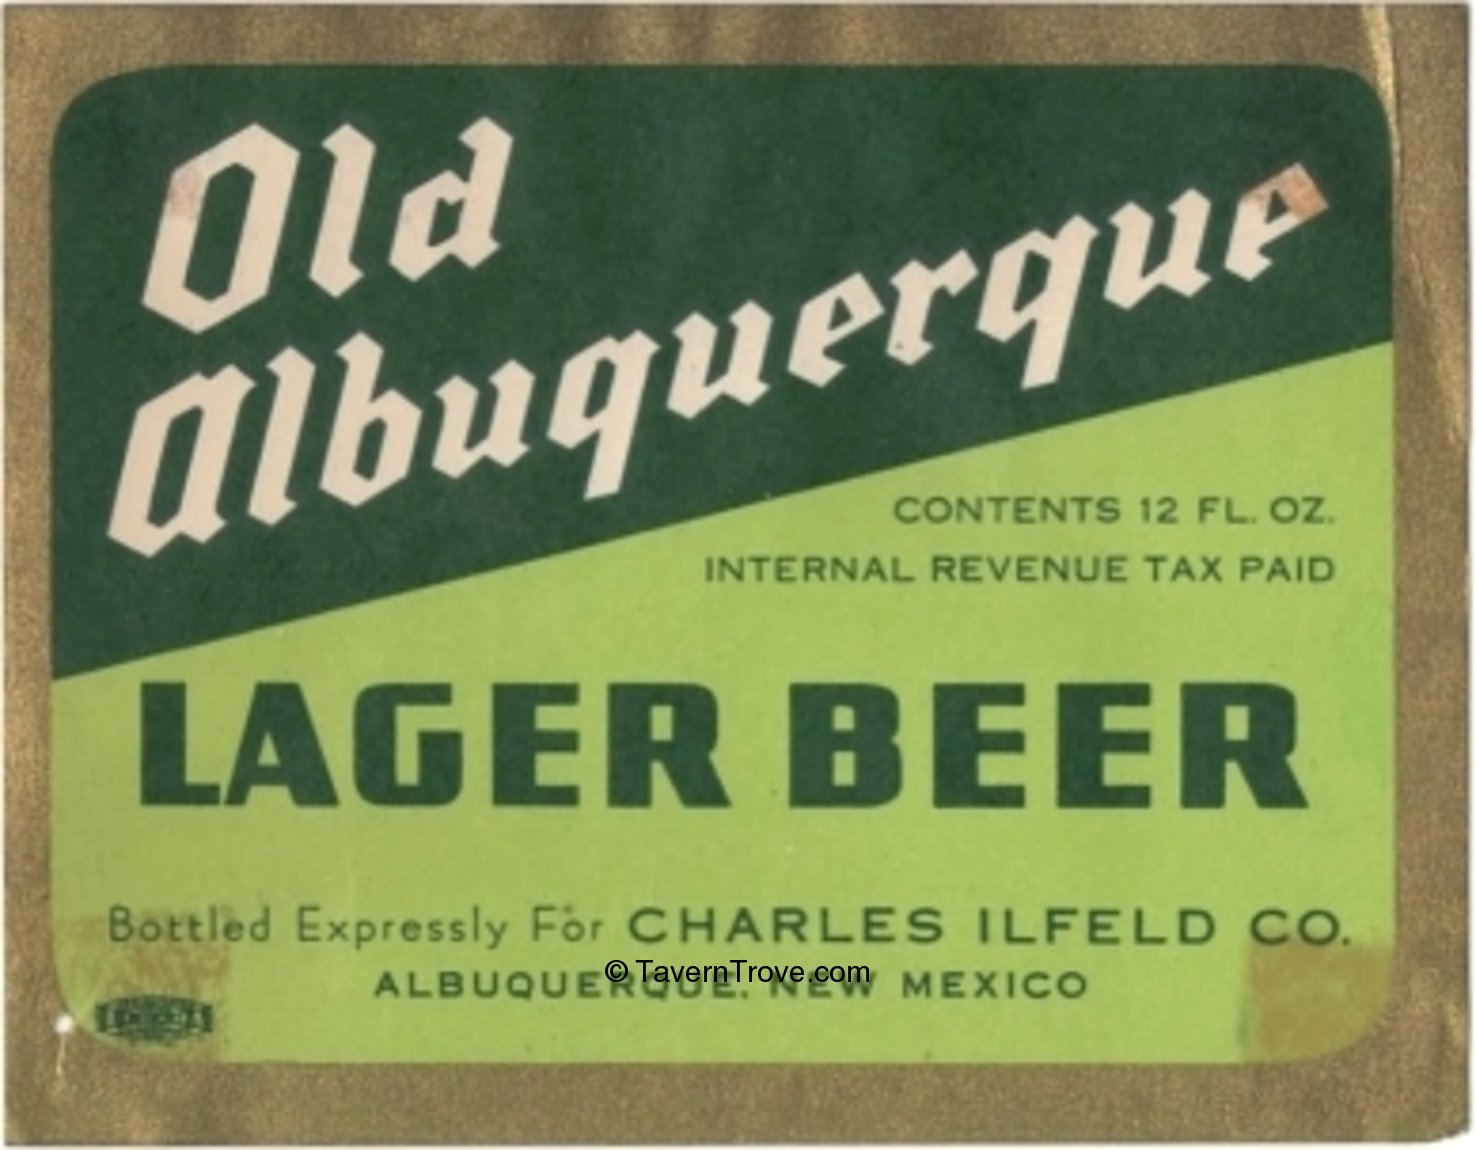 Old
Albuquerque
CONTENTS 12 FL. OZ.
INTERNAL REVENUE TAX PAID
LAGER BEER
Bottled Expressly For CHARLES ILFELD CO.
© TavernTrove.com
ALBUQUERQUE, NEW MEXICO